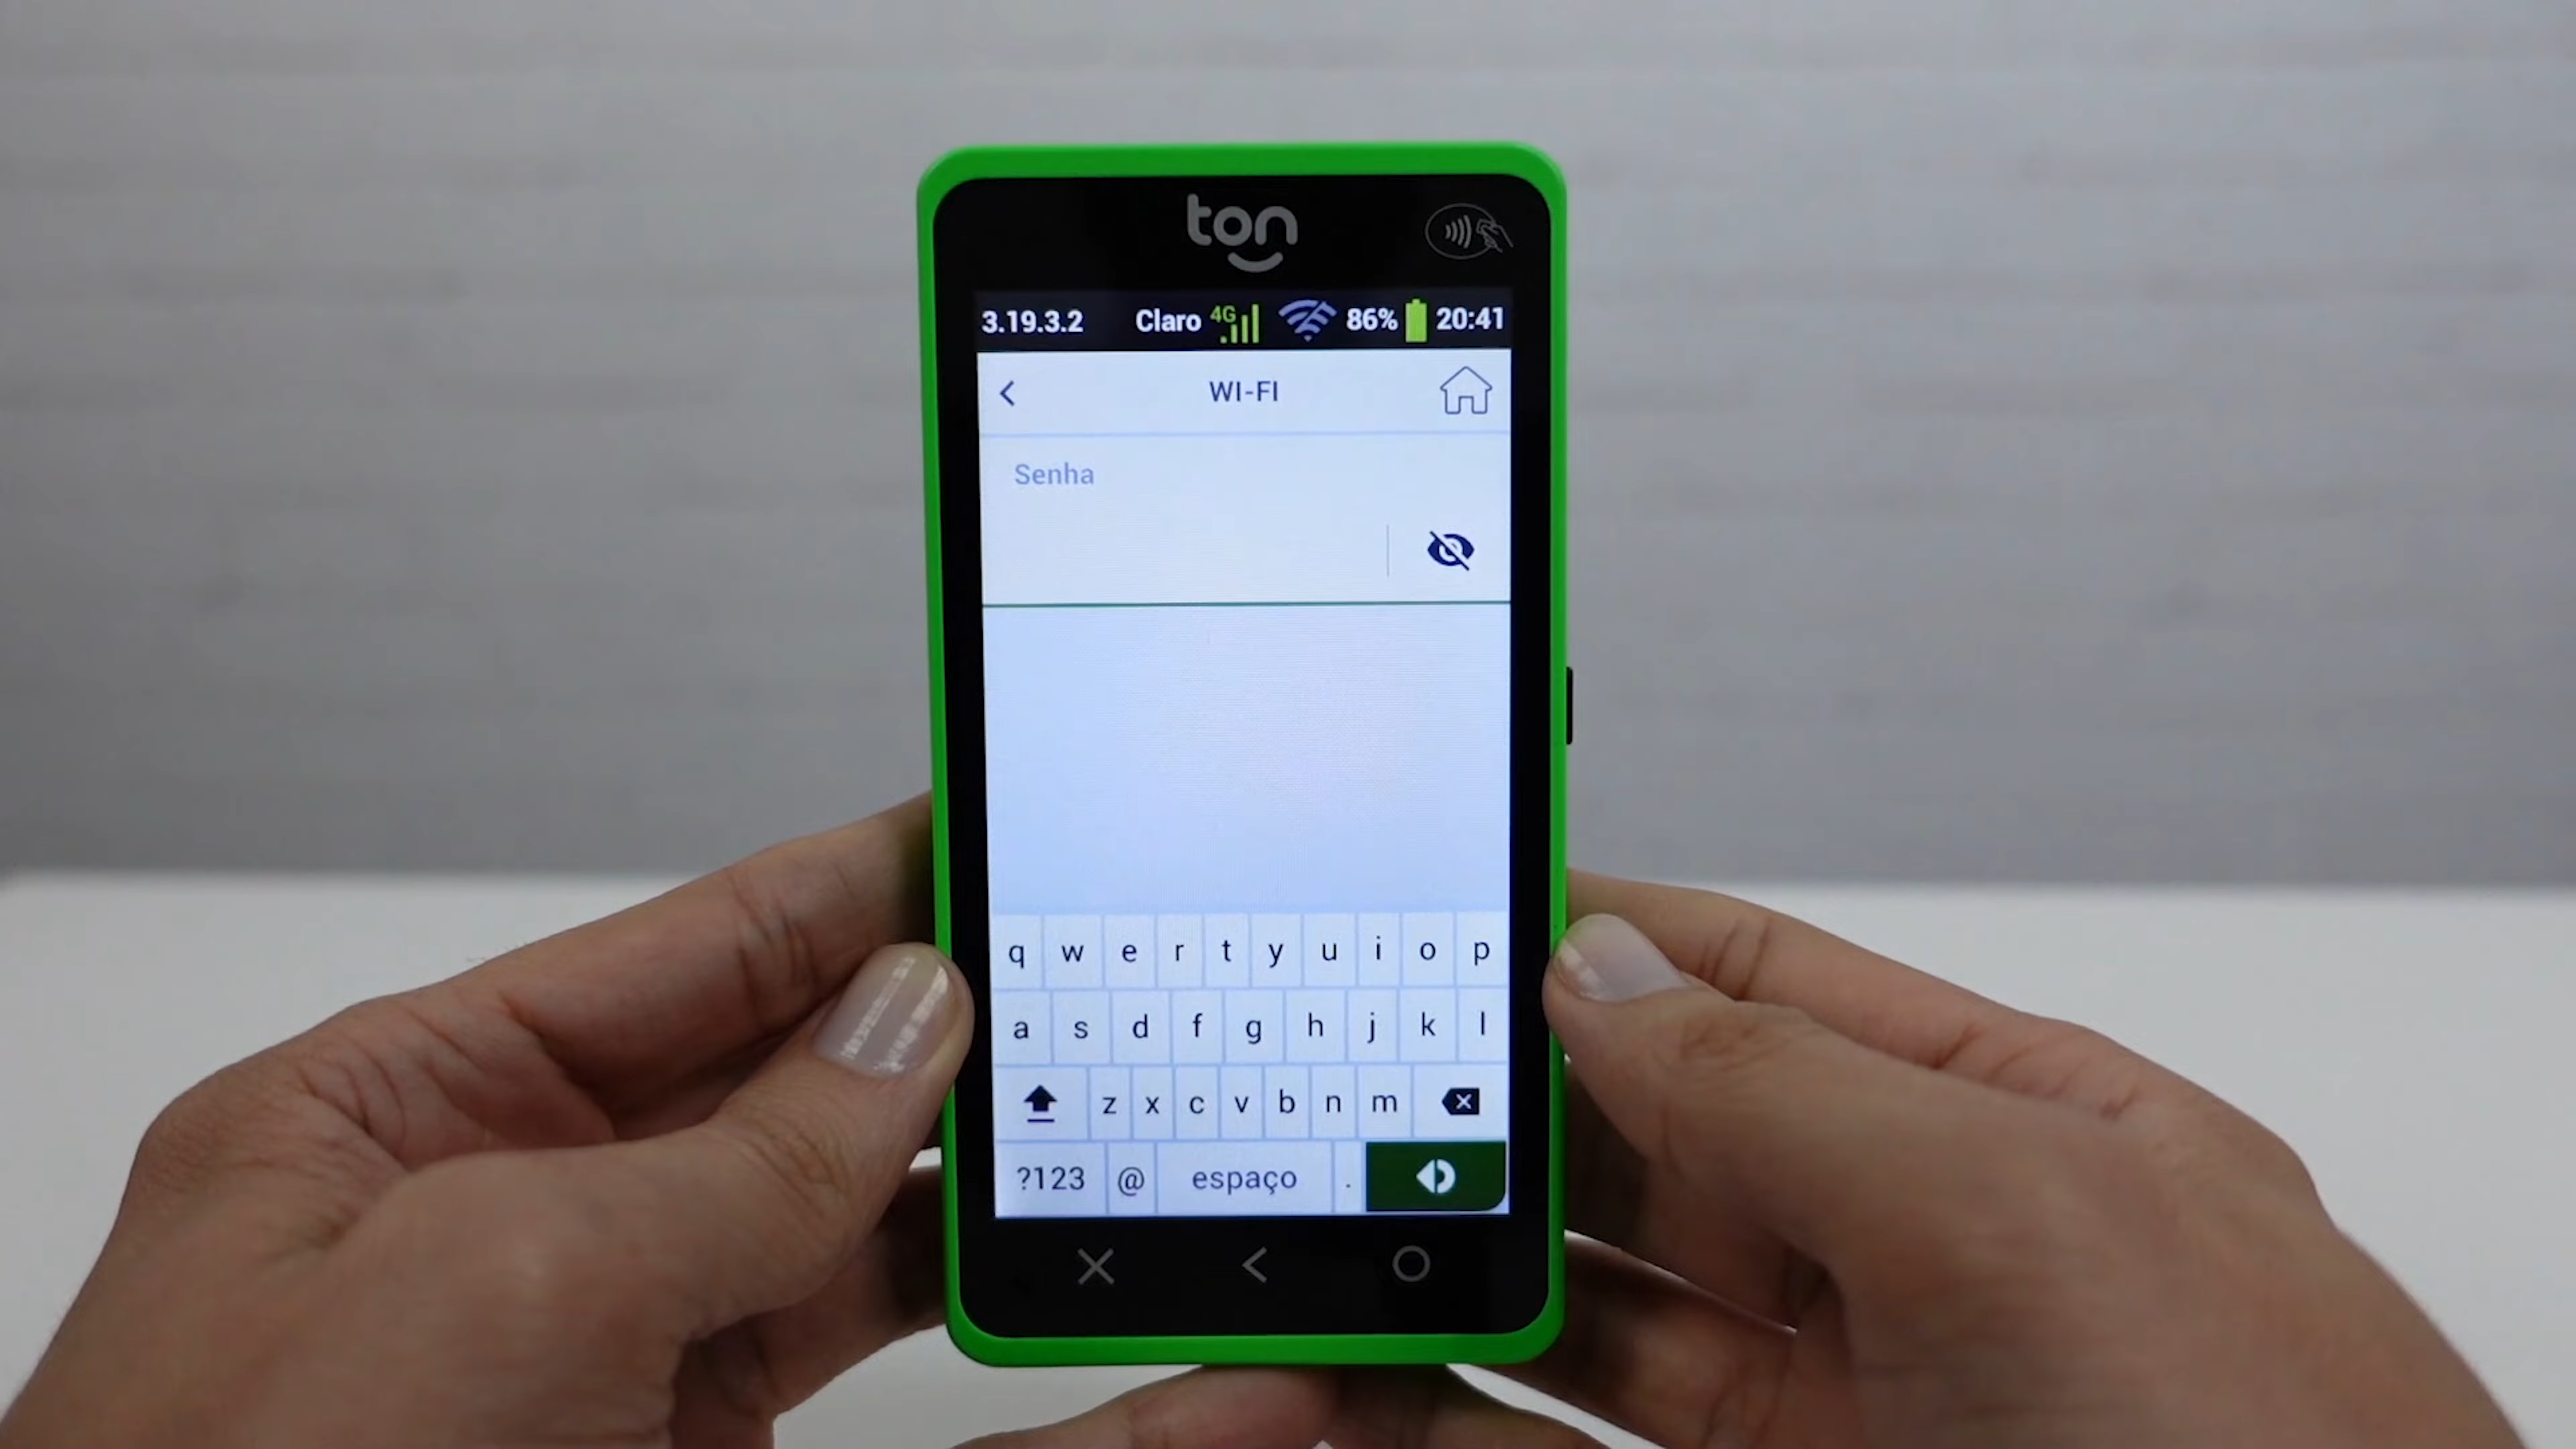 ton
3.19.3.2 Claro 4G 86% 20:41
WI-FI
Senha
q w e r t y u i o p
a s d f g h j k l
z x c v b n m
?123 @ espaço .